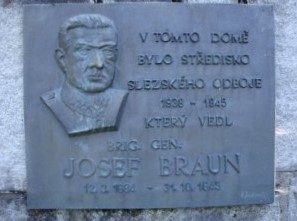 V TOMTO DOMĚ
BYLO STŘEDISKO
SLEZSKÉHO ODBOJE
1939 - 1945
KTERÝ VEDL
BRIG. GEN.
JOSEF BRAUN